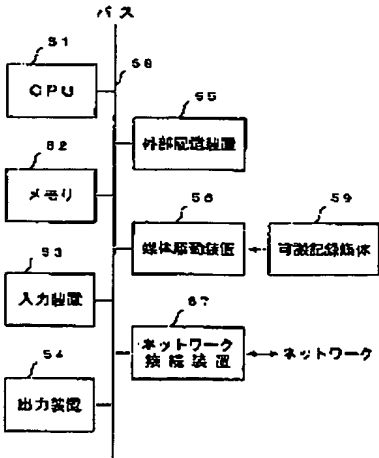 バス
51
58
CPU
55
外部記憶装置
52
メモリ
56
媒体駆動装置
59
可搬記録媒体
53
入力装置
57
ネットワーク
接続装置
ネットワーク
54
出力装置